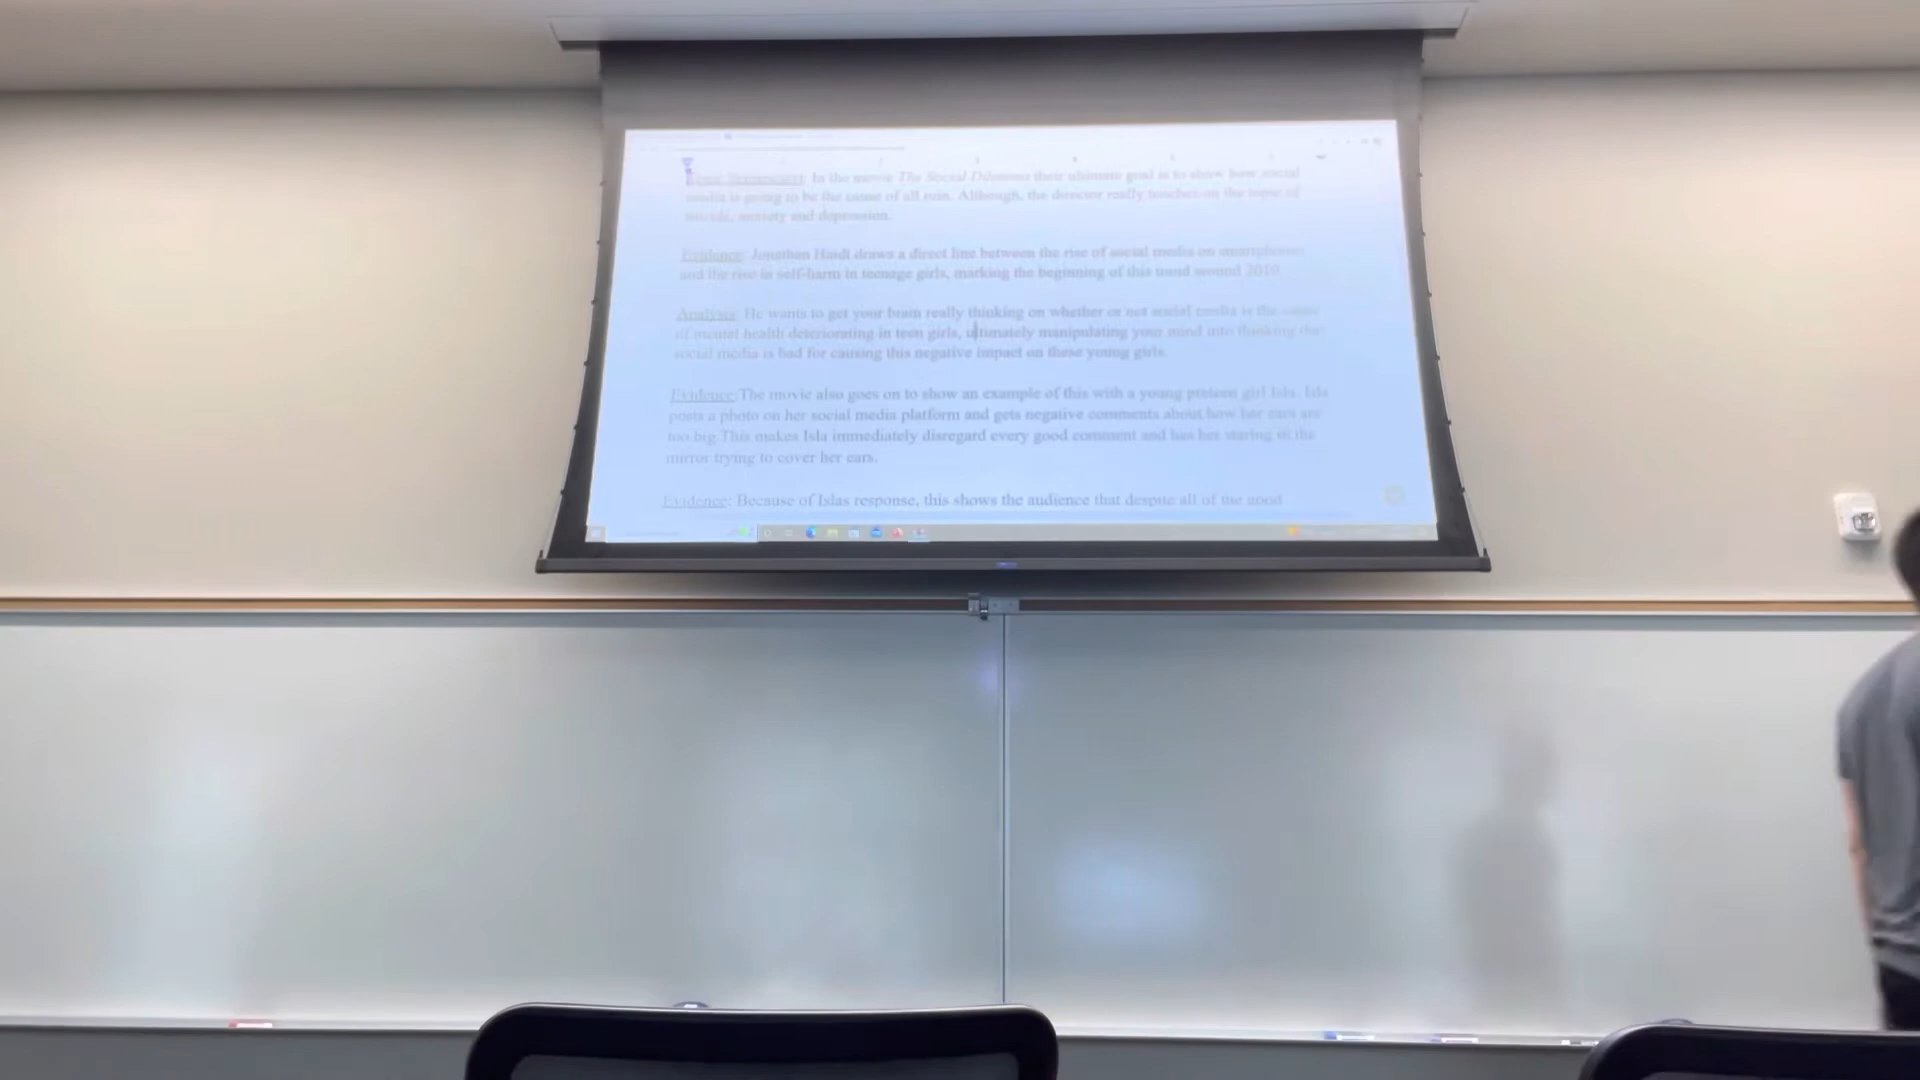 Topic Statement: In the movie The Social Dilemma their ultimate goal is to show how social
media is going to be the cause of all ruin. Although, the director really touches on the topic of
suicide, anxiety and depression.
Evidence: Jonathan Haidt draws a direct line between the rise of social media on smartphones
and the rise in self-harm in teenage girls, marking the beginning of this trend around 2010.
Analysis: He wants to get your brain really thinking on whether or not social media is the cause
of mental health deteriorating in teen girls, ultimately manipulating your mind into thinking that
social media is bad for causing this negative impact on these young girls.
Evidence:The movie also goes on to show an example of this with a young preteen girl Isla. Isla
posts a photo on her social media platform and gets negative comments about how her ears are
too big.This makes Isla immediately disregard every good comment and has her staring in the
mirror trying to cover her ears.
Evidence: Because of Islas response, this shows the audience that despite all of the good